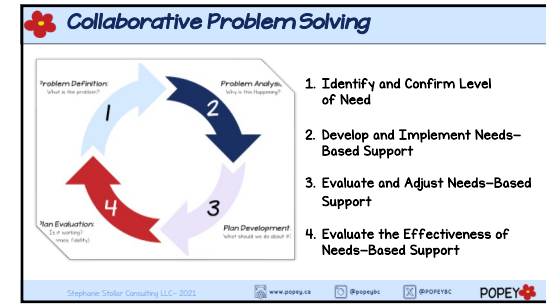 Collaborative Problem Solving
Problem Definition:
What is the problem?
Problem Analysis
Why is this Happening?
1
2
3
4
Plan Evaluation:
Is it working?
Plan Development
What should we do about it
1. Identify and Confirm Level
of Need
2. Develop and Implement Needs-
Based Support
3. Evaluate and Adjust Needs-Based
Support
4. Evaluate the Effectiveness of
Needs-Based Support
Stephanie Stollar Consulting LLC- 2021
www.popey.ca
@popeybc
@POPEYBC
POPEY